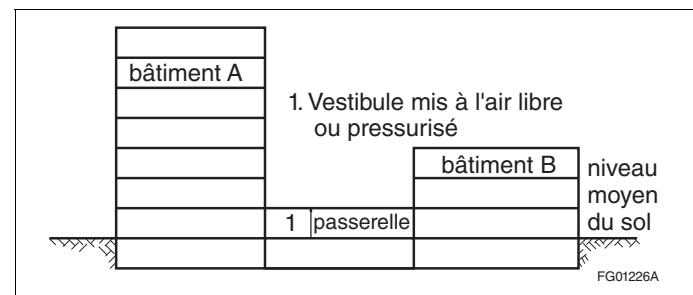 bâtiment A
1. Vestibule mis à l'air libre
ou pressurisé
bâtiment B
niveau
moyen
du sol
1
passerelle
FG01226A